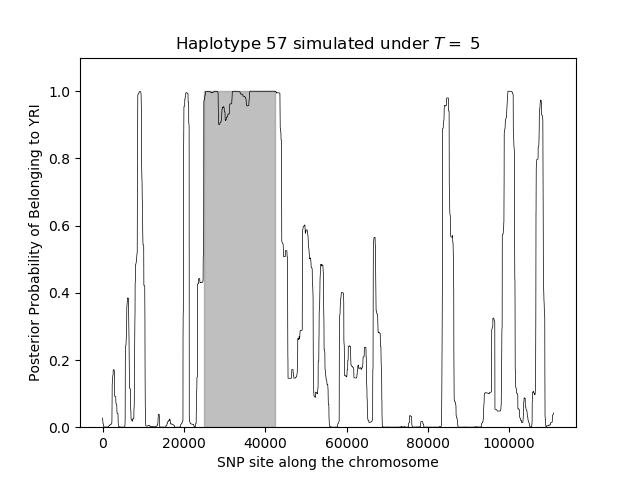 Haplotype 57 simulated under T = 5
Posterior Probability of Belonging to YRI
1.0
0.8
0.6
0.4
0.2
0.0
0 20000 40000 60000 80000 100000
SNP site along the chromosome